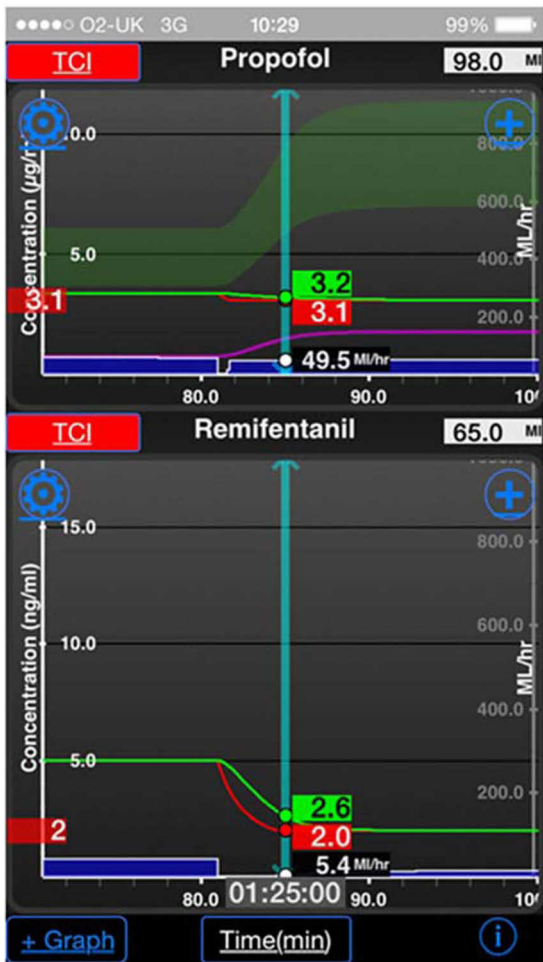 O2-UK 3G 10:29 99%
TCI Propofol 98.0 Ml
10.0 800.0
Concentration (µg/ml)
ML/hr
600.0
5.0 400.0
3.2
3.1 3.1
200.0
49.5 Ml/hr
80.0 90.0
TCI Remifentanil 65.0 Ml
15.0 800.0
Concentration (ng/ml)
ML/hr
10.0 600.0
400.0
5.0
200.0
2.6
2 2.0
5.4 Ml/hr
80.0 01:25:00 90.0
+ Graph Time(min) i